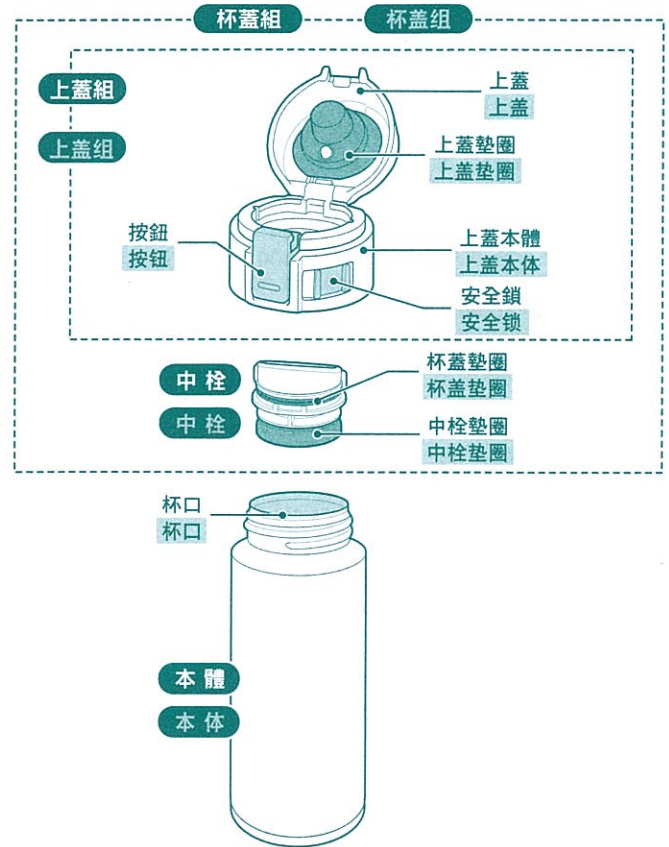 杯蓋組
杯盖组
上蓋組
上盖组
上蓋
上盖
上蓋墊圈
上盖垫圈
按鈕
按钮
上蓋本體
上盖本体
安全鎖
安全锁
中栓
中栓
杯蓋墊圈
杯盖垫圈
中栓墊圈
中栓垫圈
杯口
杯口
本體
本体